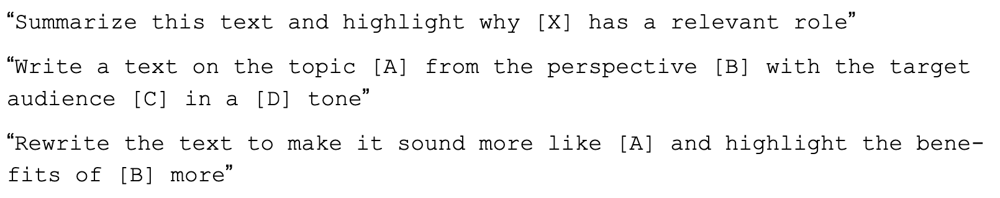 “Summarize this text and highlight why [X] has a relevant role”
“Write a text on the topic [A] from the perspective [B] with the target
audience [C] in a [D] tone”
“Rewrite the text to make it sound more like [A] and highlight the bene-
fits of [B] more”